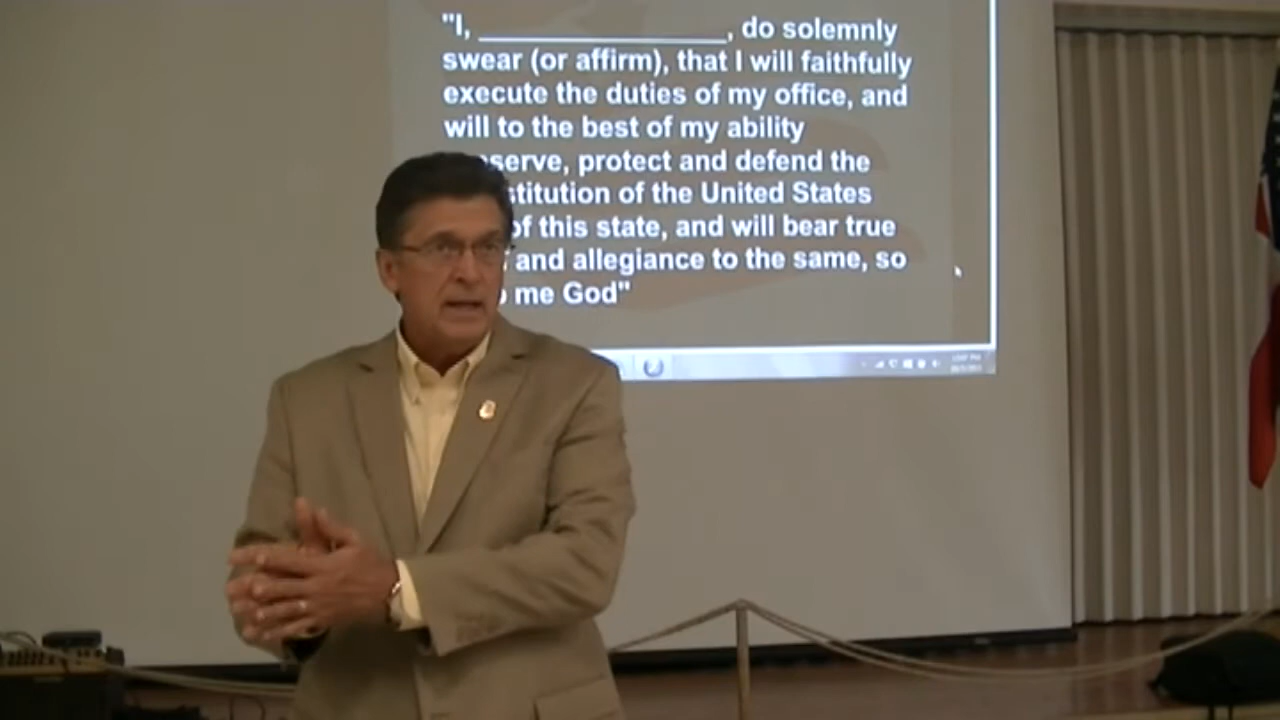 "I, ______________, do solemnly
swear (or affirm), that I will faithfully
execute the duties of my office, and
will to the best of my ability
serve, protect and defend the
stitution of the United States
of this state, and will bear true
and allegiance to the same, so
me God"